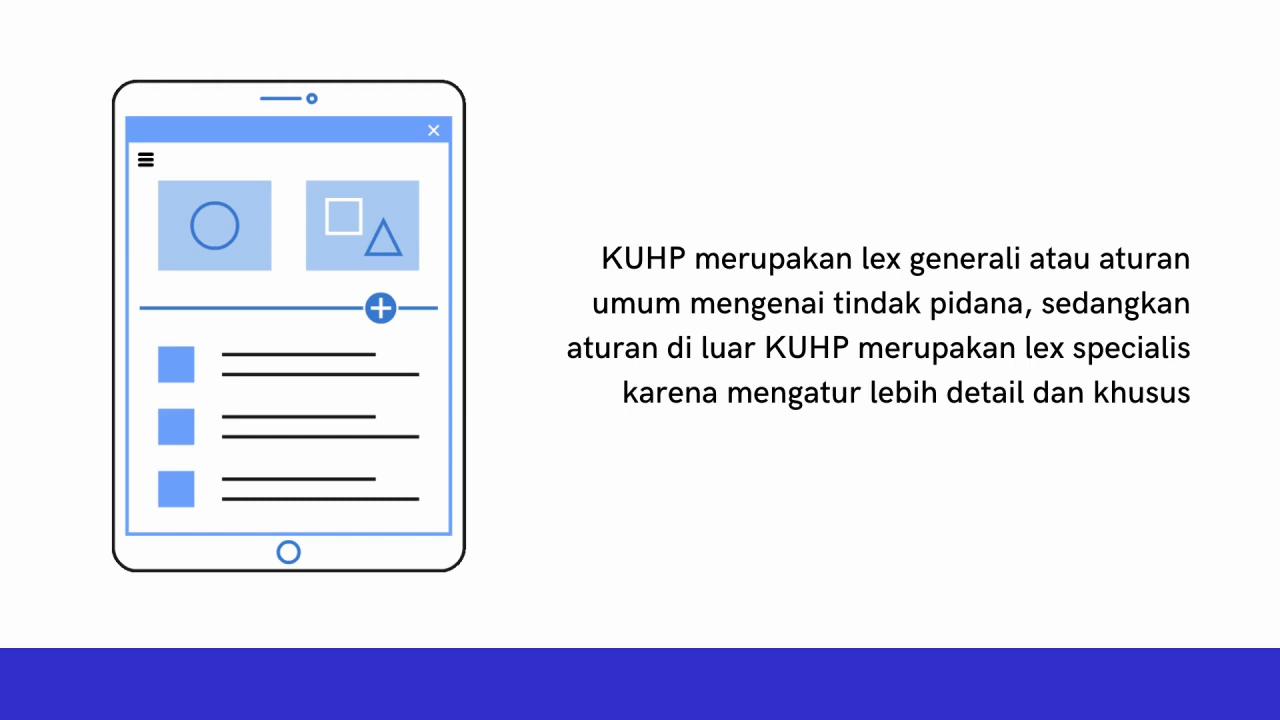 KUHP merupakan lex generali atau aturan
umum mengenai tindak pidana, sedangkan
aturan di luar KUHP merupakan lex specialis
karena mengatur lebih detail dan khusus